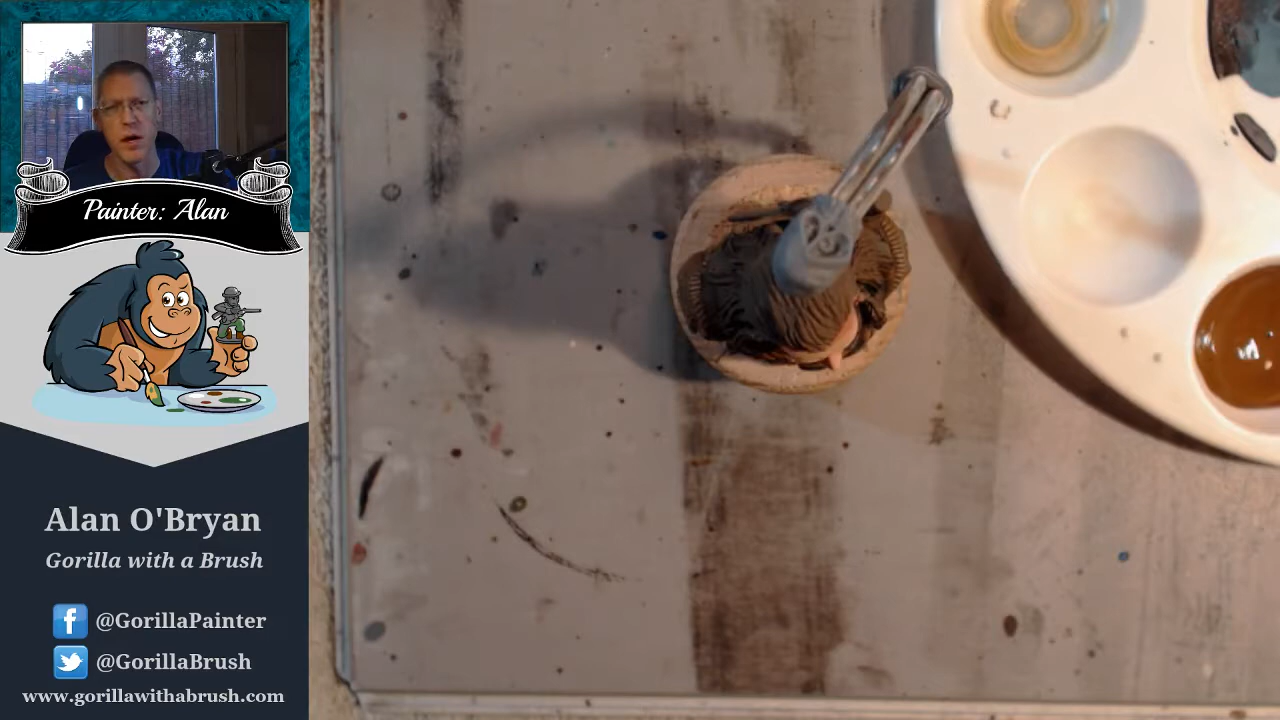 Painter: Alan
Alan O'Bryan
Gorilla with a Brush
@GorillaPainter
@GorillaBrush
www.gorillawithabrush.com